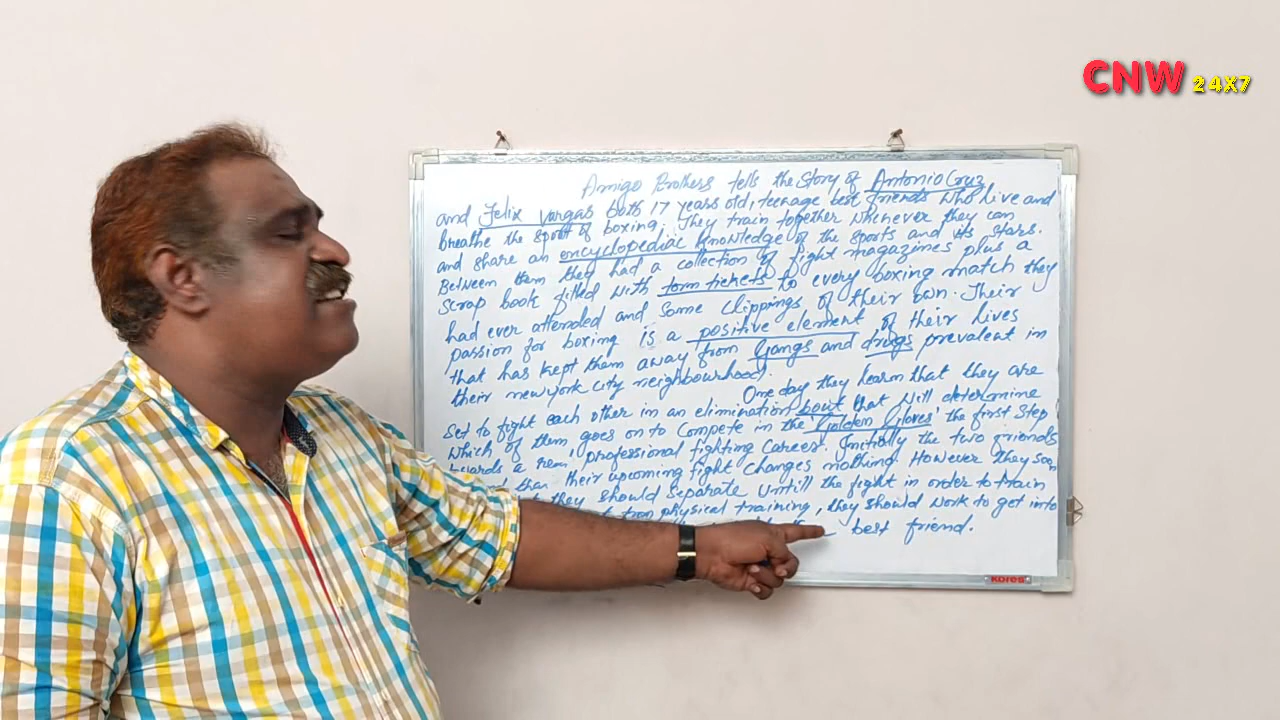 CNW 24X7
Amigo Brothers tells the story of Antonio Cruz
and Felix Vargas both 17 years old, teenage best friends who live and
breathe the sport of boxing. They train together whenever they can
and share an encyclopediac knowledge of the sports and its stars.
Between them they had a collection of fight magazines plus a
scrap book filled with torn tickets to every boxing match they
had ever attended and some clippings of their own. Their
passion for boxing is a positive element of their lives
that has kept them away from Gangs and drugs prevalent in
their newyork city neighbourhood.
One day they learn that they are
set to fight each other in an elimination bout that will determine
which of them goes on to compete in the 'Golden Gloves' the first step
towards a real professional fighting career. Initially the two friends
their upcoming fight changes nothing. However they soon
they should separate untill the fight in order to train
physical training, they should work to get into
best friend.
Kores